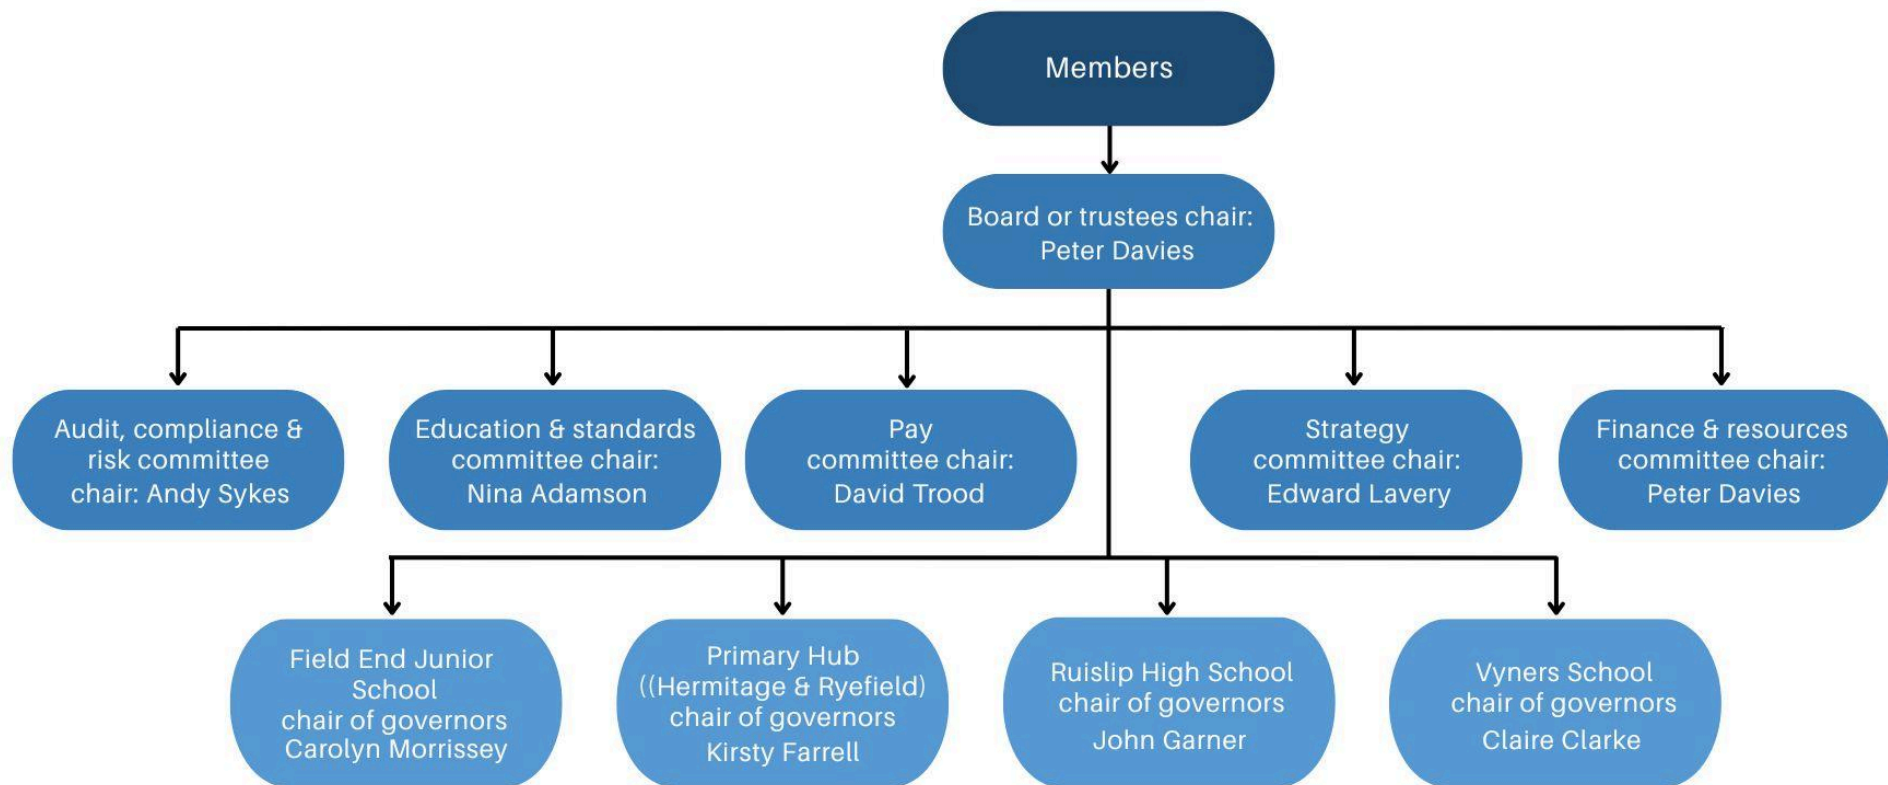 Members
Board or trustees chair:
Peter Davies
Audit, compliance &
risk committee
chair: Andy Sykes
Education & standards
committee chair:
Nina Adamson
Pay
committee chair:
David Trood
Strategy
committee chair:
Edward Lavery
Finance & resources
committee chair:
Peter Davies
Field End Junior
School
chair of governors
Carolyn Morrissey
Primary Hub
((Hermitage & Ryefield)
chair of governors
Kirsty Farrell
Ruislip High School
chair of governors
John Garner
Vyners School
chair of governors
Claire Clarke